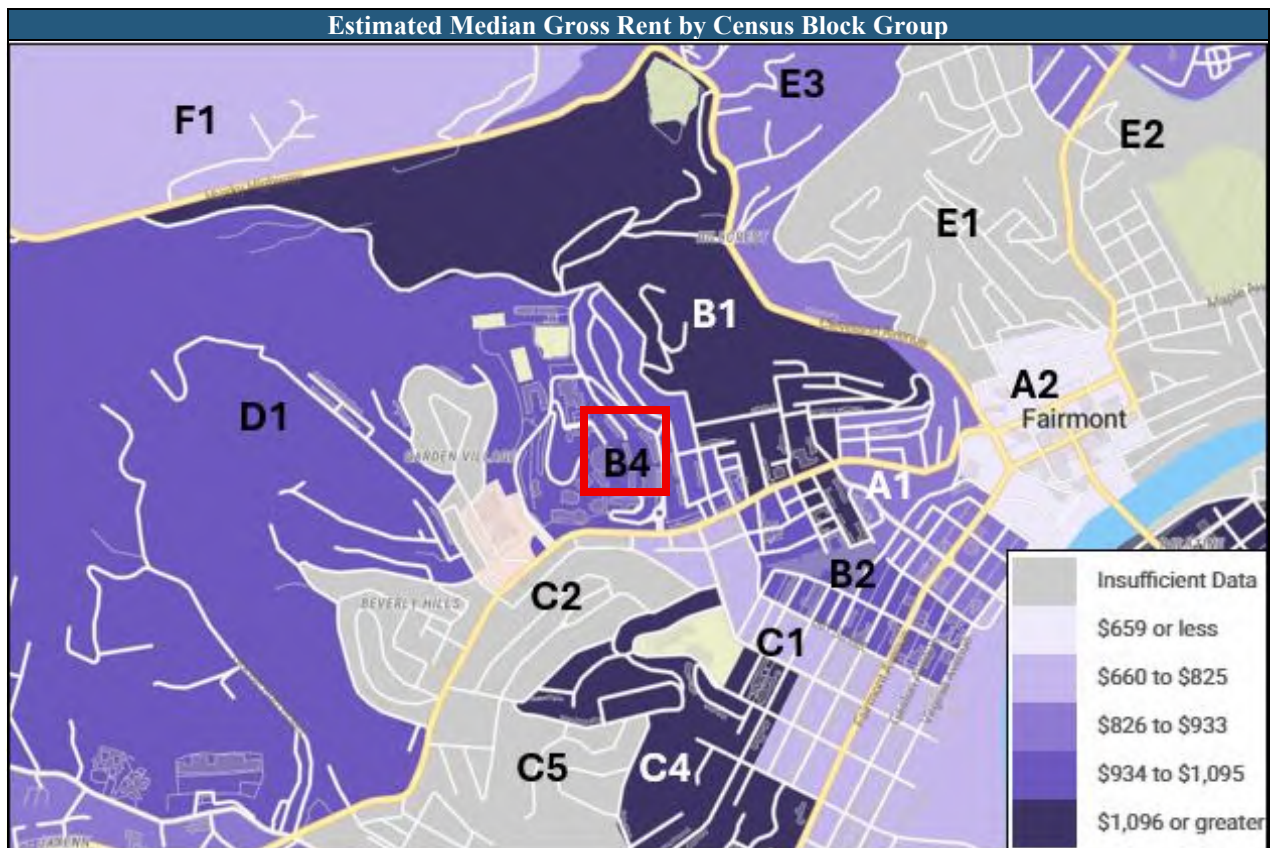 Estimated Median Gross Rent by Census Block Group
F1
E3
E2
E1
B1
A2
Fairmont
D1
GARDEN VILLAGE
B4
A1
B2
C2
BEVERLY HILLS
C1
C5
C4
Insufficient Data
$659 or less
$660 to $825
$826 to $933
$934 to $1,095
$1,096 or greater